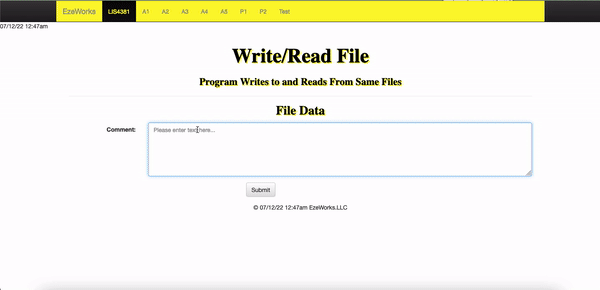 EzeWorks LIS4381 A1 A2 A3 A4 A5 P1 P2 Test
07/12/22 12:47am
Write/Read File
Program Writes to and Reads From Same Files
File Data
Comment: Please enter text here...
Submit
© 07/12/22 12:47am EzeWorks.LLC